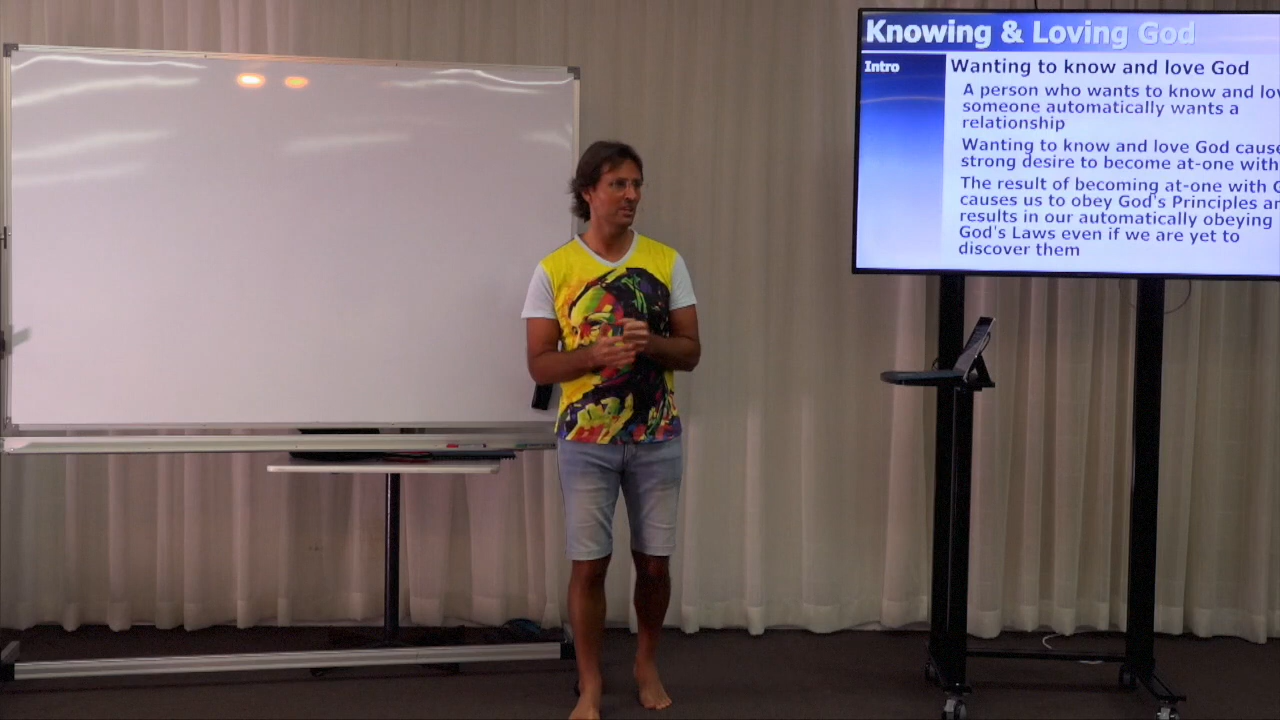 Knowing & Loving God
Intro
Wanting to know and love God
A person who wants to know and
someone automatically wants a
relationship
Wanting to know and love God
strong desire to become at-one with
The result of becoming at-one with
causes us to obey God's Principles
results in our automatically obeying
God's Laws even if we are yet to
discover them